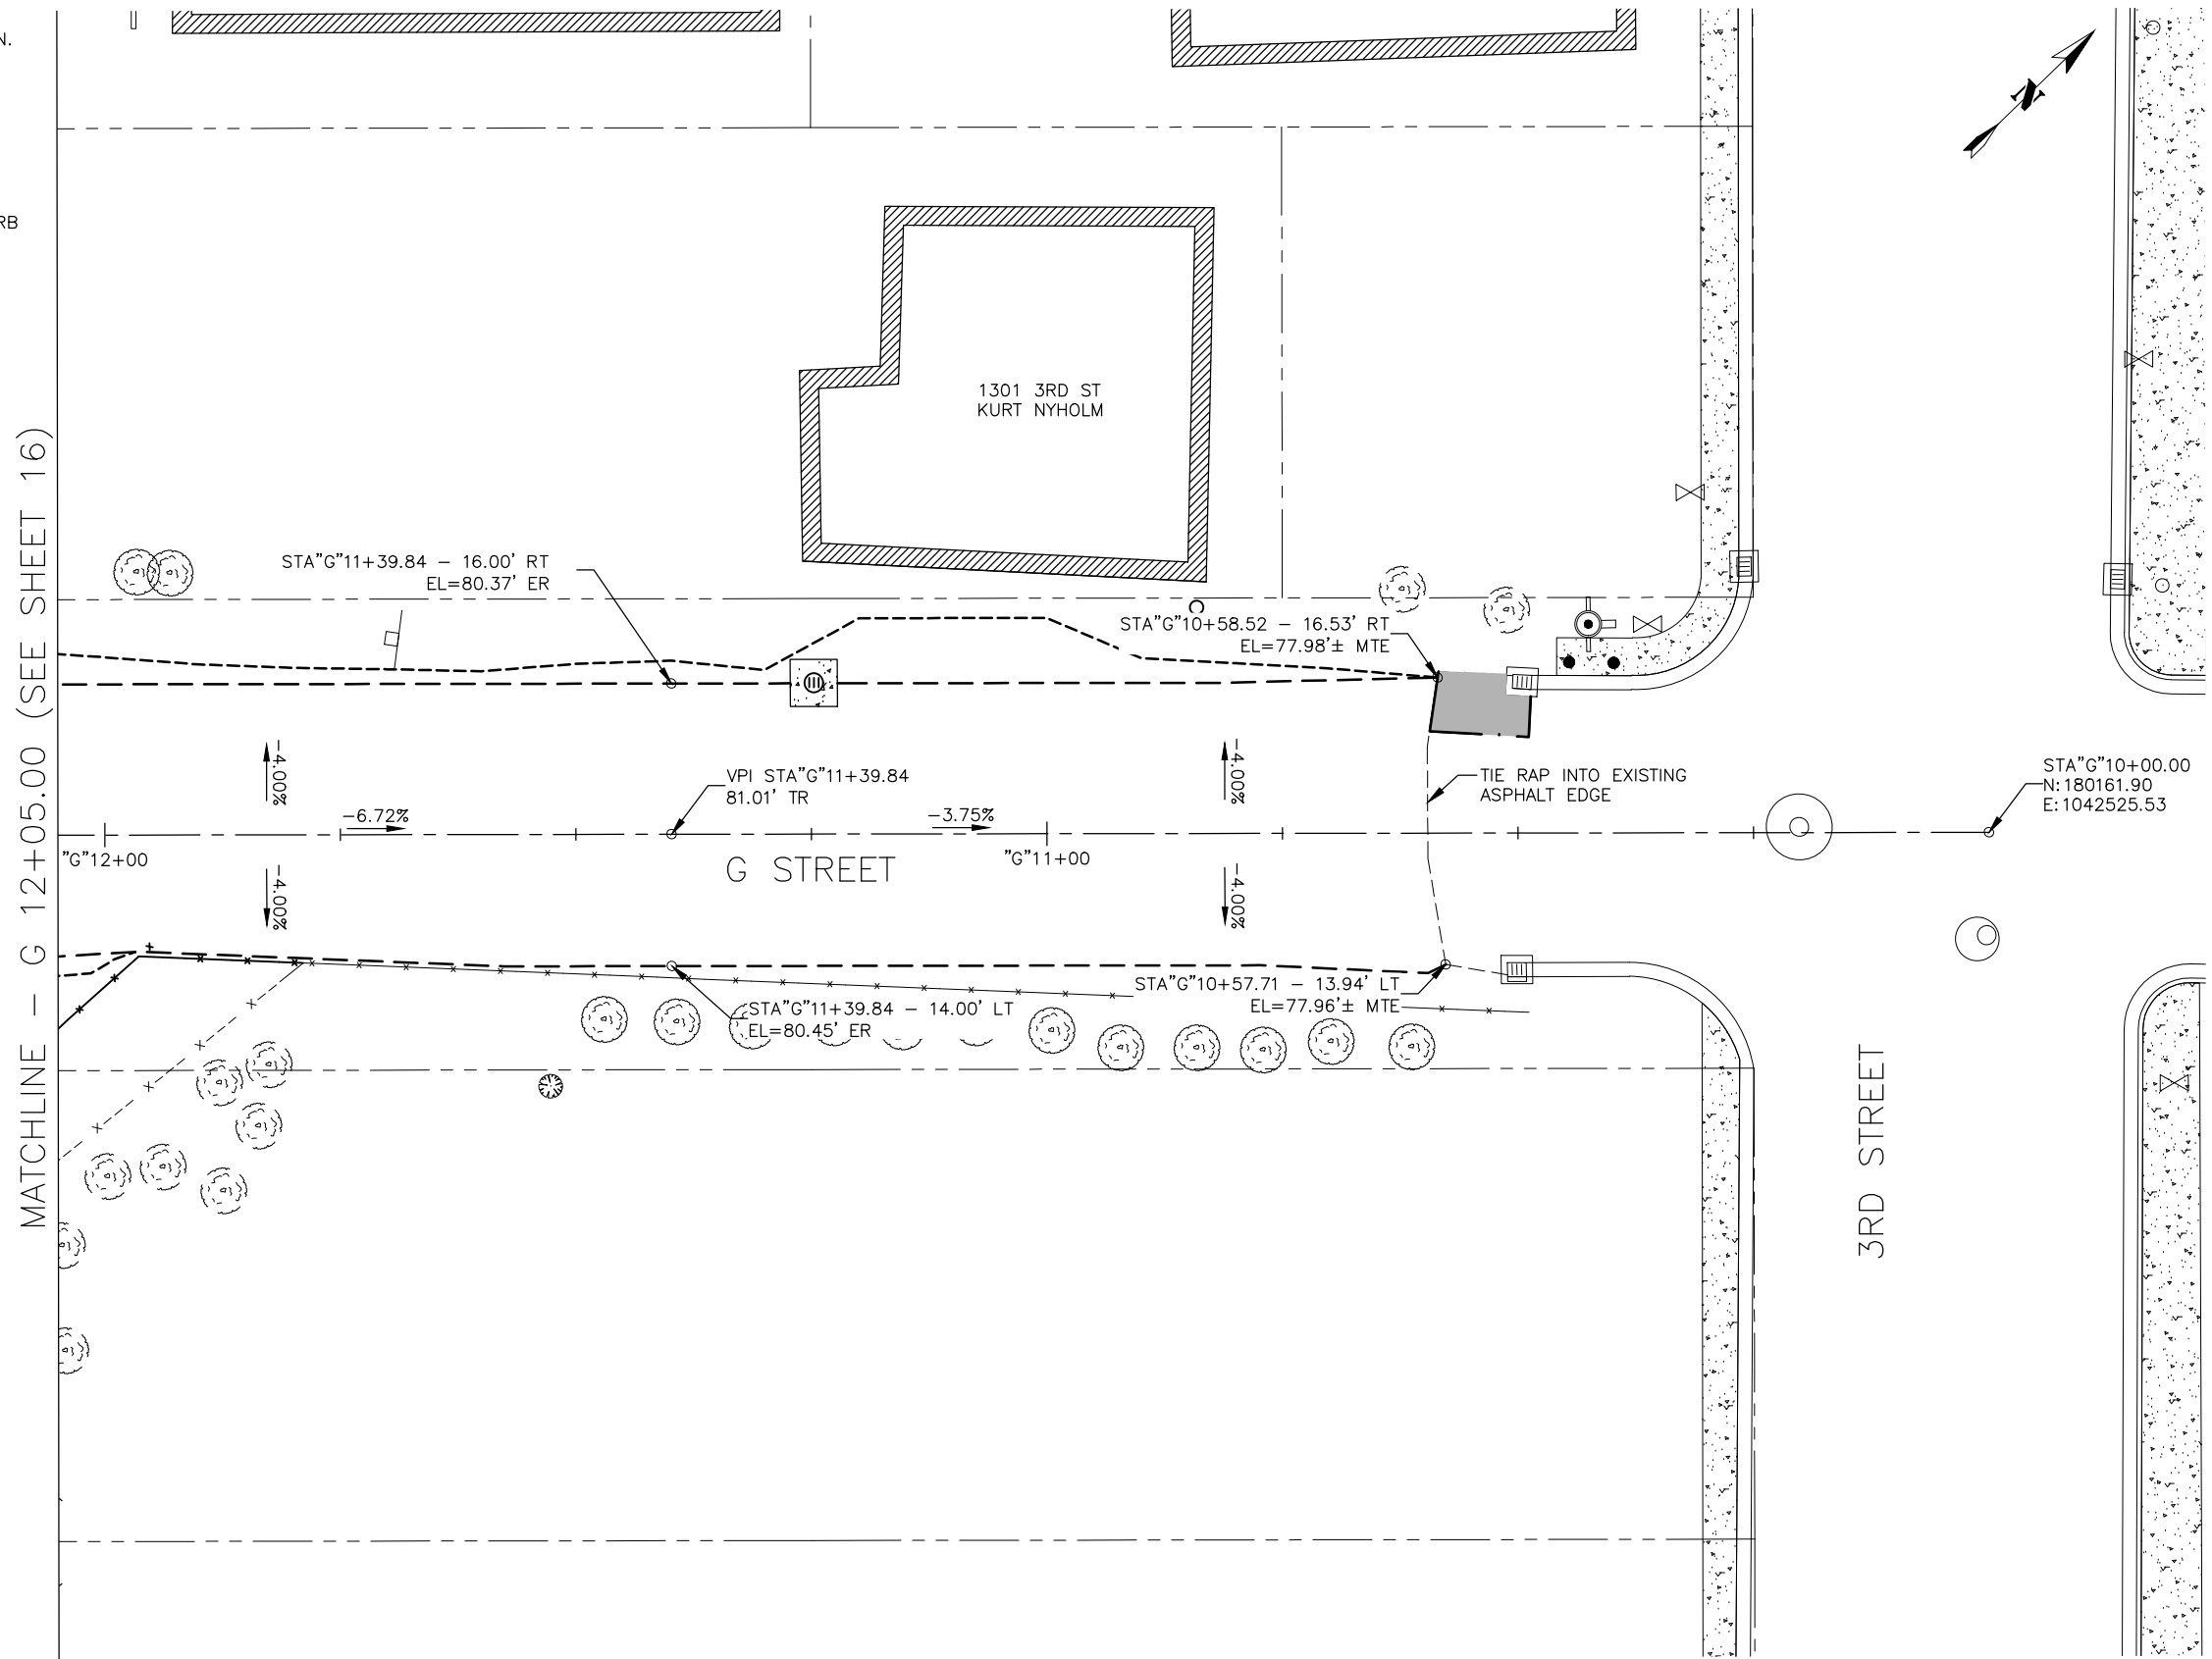 N.
RB
MATCHLINE – G 12+05.00 (SEE SHEET 16)
1301 3RD ST
KURT NYHOLM
STA"G"11+39.84 – 16.00' RT
EL=80.37' ER
STA"G"10+58.52 – 16.53' RT
EL=77.98'± MTE
-4.00%
-4.00%
VPI STA"G"11+39.84
81.01' TR
TIE RAP INTO EXISTING
ASPHALT EDGE
STA"G"10+00.00
N:180161.90
E:1042525.53
-6.72%
-3.75%
"G"12+00
"G"11+00
G STREET
-4.00%
-4.00%
STA"G"10+57.71 – 13.94' LT
EL=77.96'± MTE
STA"G"11+39.84 – 14.00' LT
EL=80.45' ER
3RD STREET
N